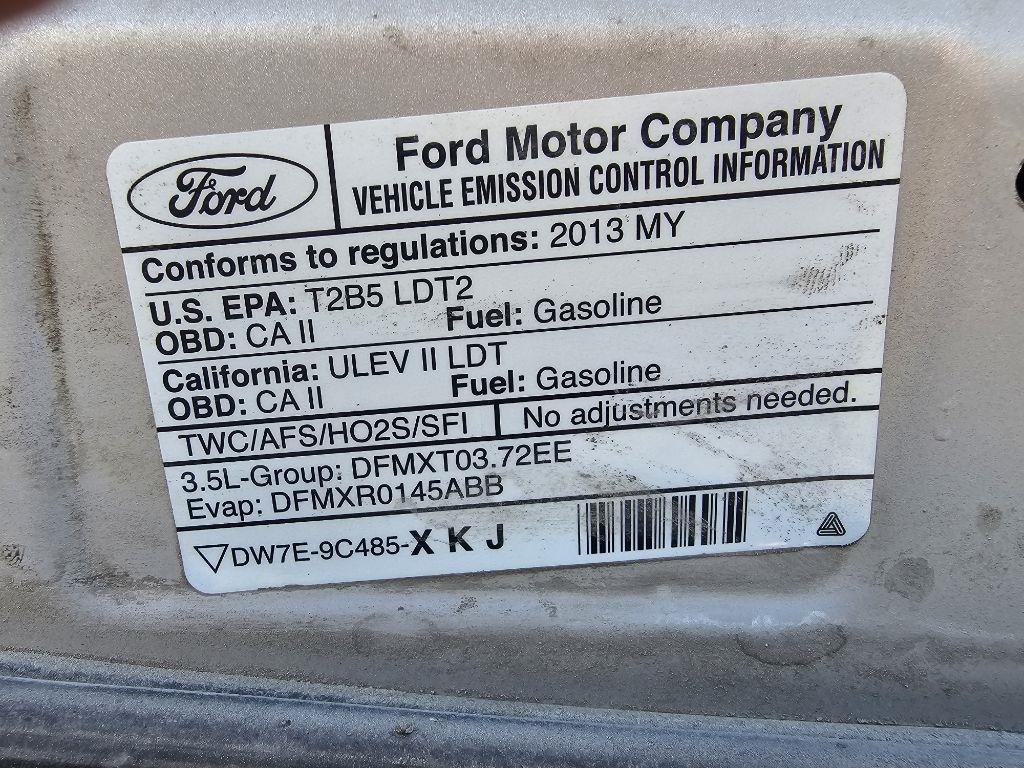 Ford
Ford Motor Company
VEHICLE EMISSION CONTROL INFORMATION
Conforms to regulations: 2013 MY
U.S. EPA: T2B5 LDT2
OBD: CA II Fuel: Gasoline
California: ULEV II LDT
OBD: CA II Fuel: Gasoline
TWC/AFS/HO2S/SFI No adjustments needed.
3.5L-Group: DFMXT03.72EE
Evap: DFMXR0145ABB
DW7E-9C485-X K J